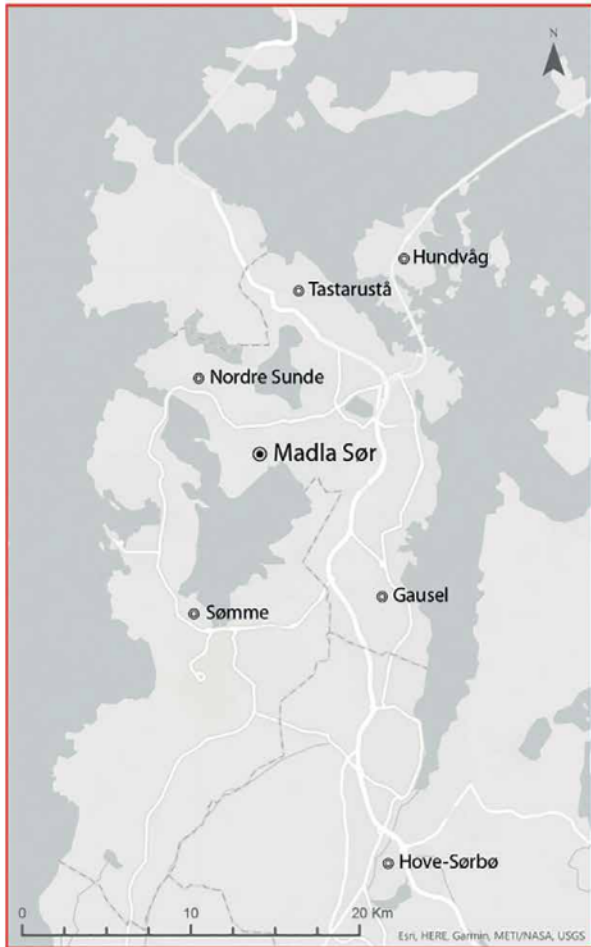 N
Hundvåg
Tastarustå
Nordre Sunde
Madla Sør
Gausel
Sømme
Hove-Sørbø
0 10 20 Km
Esri, HERE, Garmin, METI/NASA, USGS